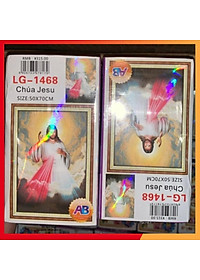 LG-1468
Chúa Jesu
SIZE:50X70CM
AB
AB
LG-1468
Chúa Jesu
SIZE:50X70CM